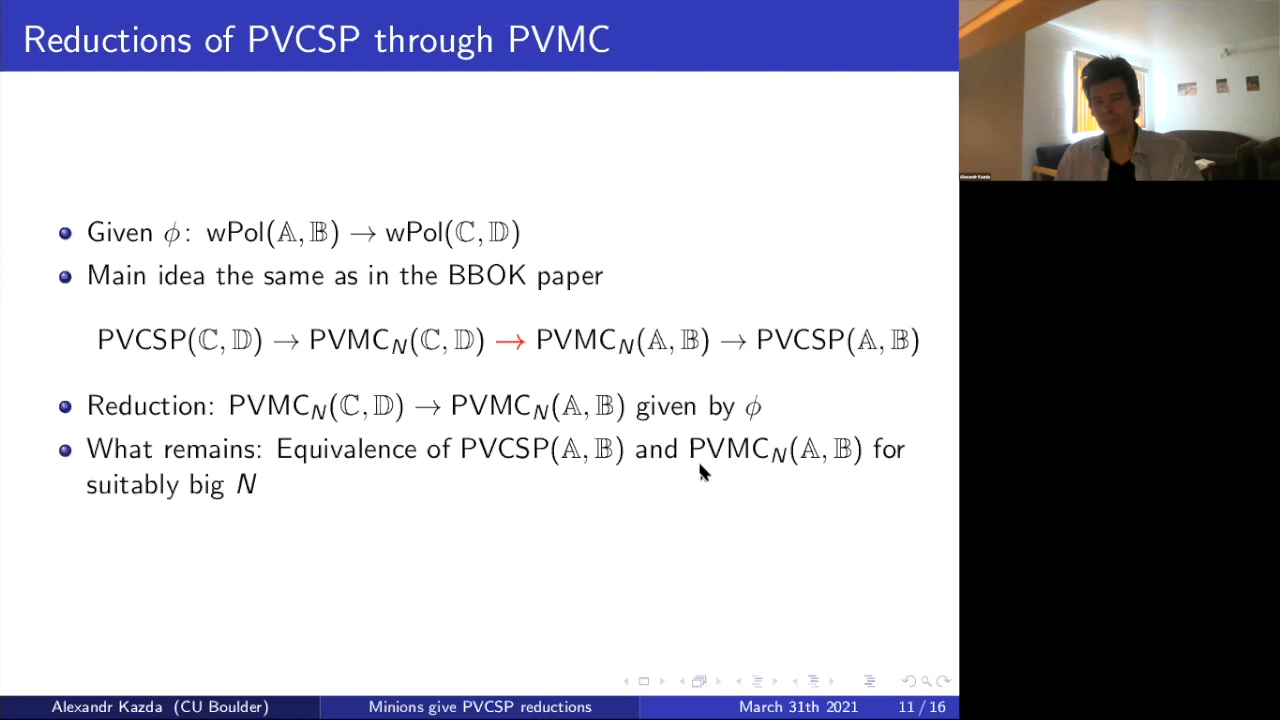 Reductions of PVCSP through PVMC
Given ϕ: wPol(𝔸, 𝔹) → wPol(ℂ, 𝔻)
Main idea the same as in the BBOK paper
PVCSP(ℂ, 𝔻) → PVMC_N(ℂ, 𝔻) → PVMC_N(𝔸, 𝔹) → PVCSP(𝔸, 𝔹)
Reduction: PVMC_N(ℂ, 𝔻) → PVMC_N(𝔸, 𝔹) given by ϕ
What remains: Equivalence of PVCSP(𝔸, 𝔹) and PVMC_N(𝔸, 𝔹) for
suitably big N
Alexandr Kazda (CU Boulder) Minions give PVCSP reductions March 31th 2021 11 / 16
Alexandr Kazda